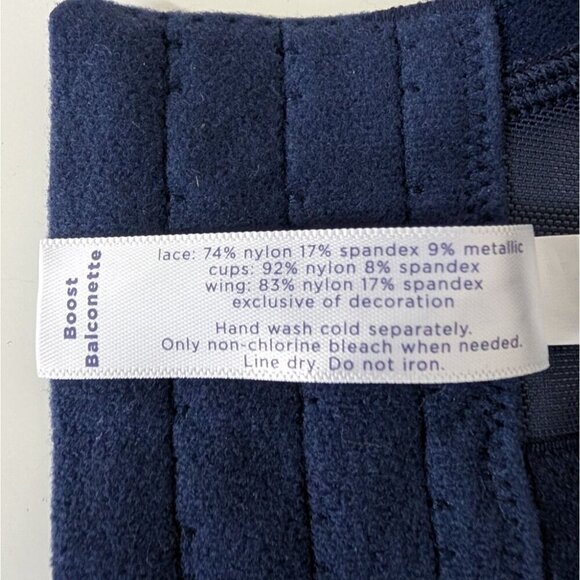 Boost
Balconette
lace: 74% nylon 17% spandex 9% metallic
cups: 92% nylon 8% spandex
wing: 83% nylon 17% spandex
exclusive of decoration
Hand wash cold separately.
Only non-chlorine bleach when needed.
Line dry. Do not iron.